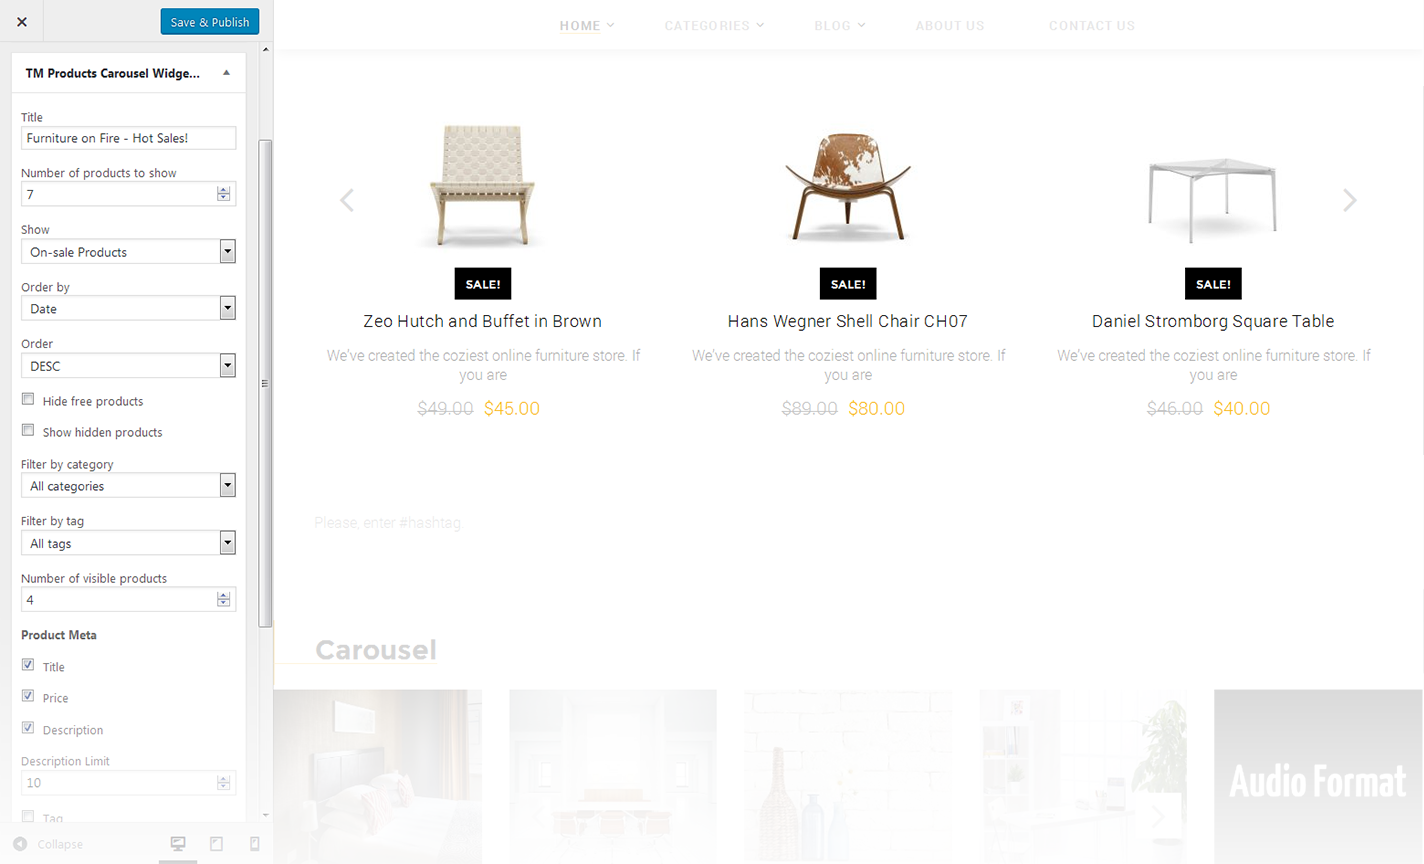 Save & Publish
HOME
CATEGORIES
BLOG
ABOUT US
CONTACT US
TM Products Carousel Widge...
Title
Furniture on Fire - Hot Sales!
Number of products to show
7
Show
On-sale Products
Order by
Date
Order
DESC
Hide free products
Show hidden products
Filter by category
All categories
Filter by tag
All tags
Number of visible products
4
Product Meta
Title
Price
Description
Description Limit
10
Tag
Collapse
SALE!
Zeo Hutch and Buffet in Brown
We've created the coziest online furniture store. If
you are
$49.00 $45.00
SALE!
Hans Wegner Shell Chair CH07
We've created the coziest online furniture store. If
you are
$89.00 $80.00
SALE!
Daniel Stromborg Square Table
We've created the coziest online furniture store. If
you are
$46.00 $40.00
Please, enter #hashtag.
Carousel
Audio Format